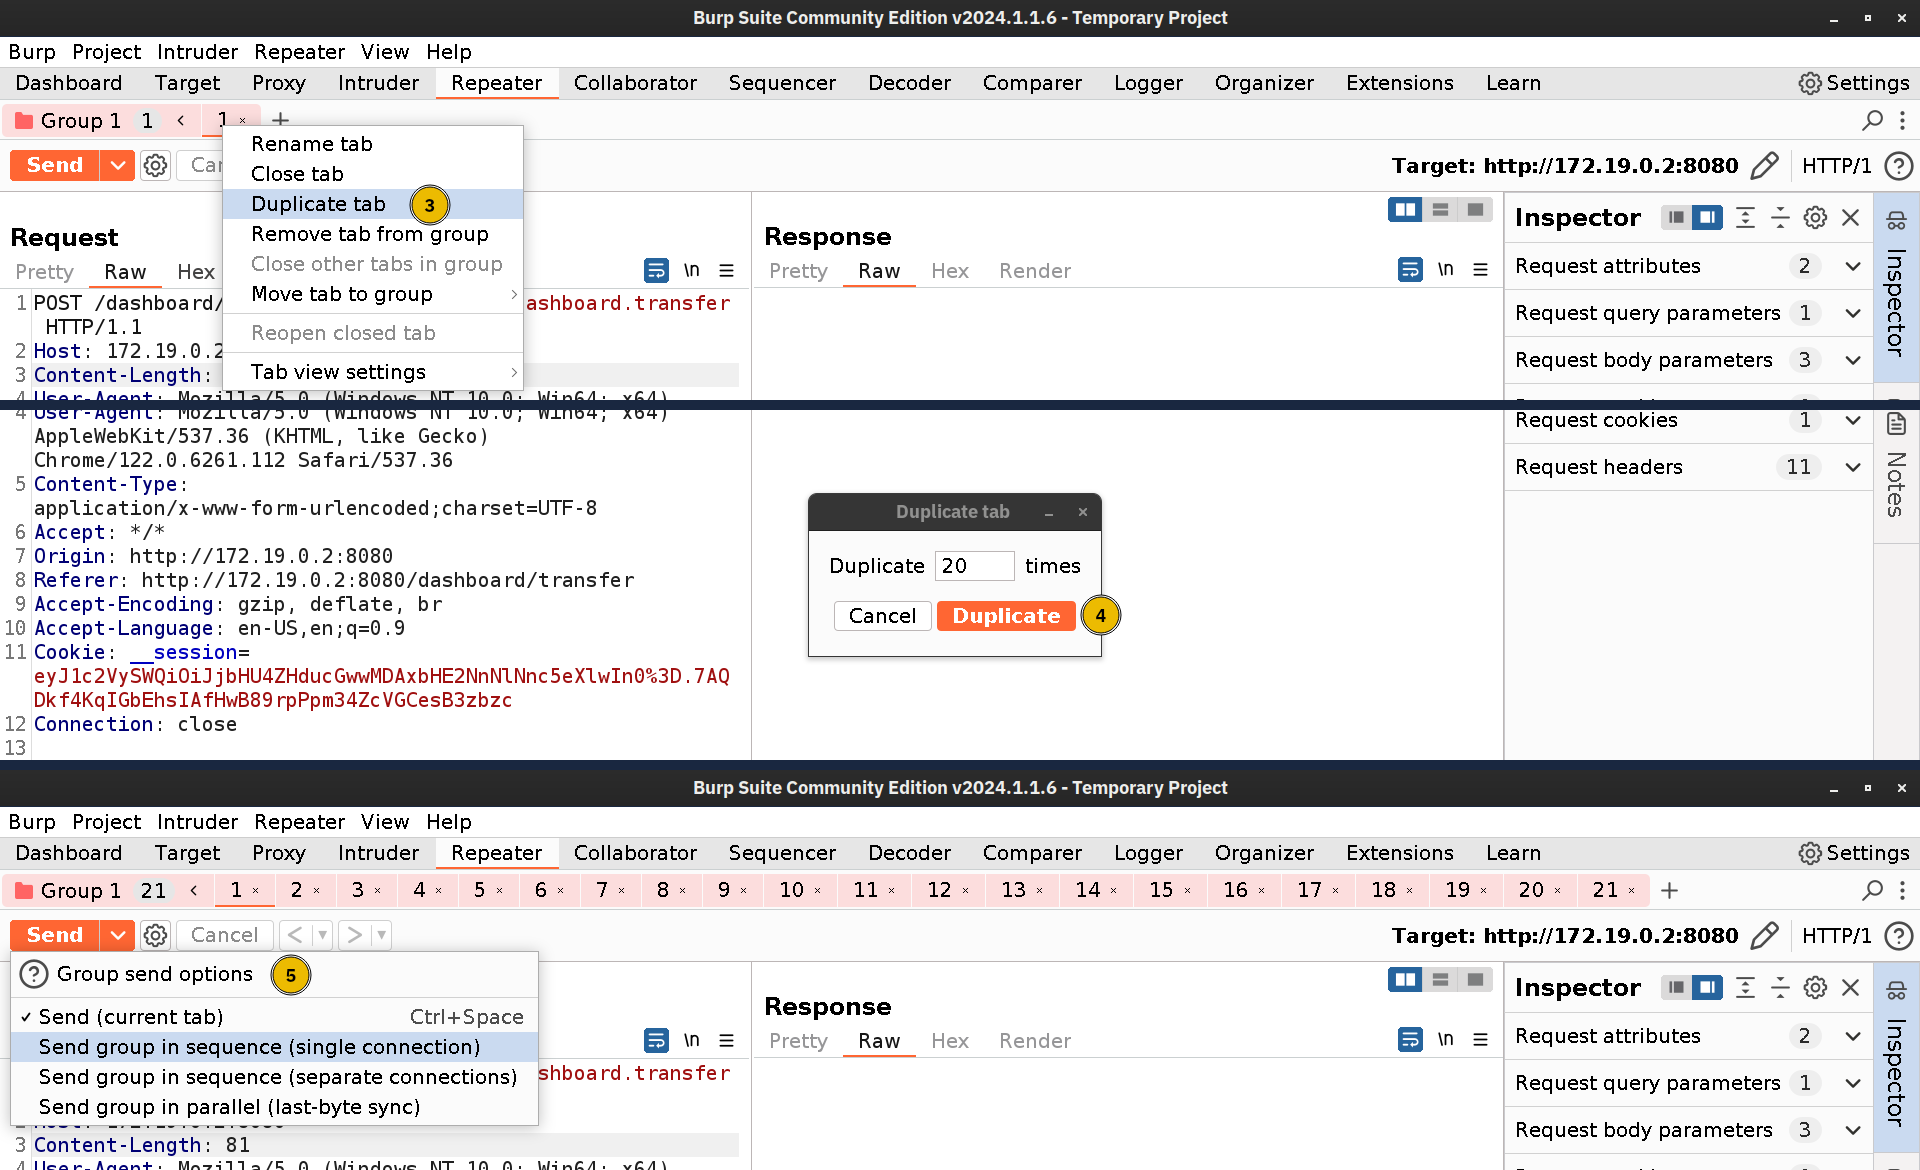 Burp Suite Community Edition v2024.1.1.6 - Temporary Project
Burp Project Intruder Repeater View Help
Dashboard Target Proxy Intruder Repeater Collaborator Sequencer Decoder Comparer Logger Organizer Extensions Learn Settings
Group 1 1 < 1 × +
Send Target: http://172.19.0.2:8080 HTTP/1 ?
Rename tab
Close tab
Duplicate tab 3
Remove tab from group
Close other tabs in group
Move tab to group >
Reopen closed tab
Tab view settings >
Request
Pretty Raw Hex \n
1 POST /dashboard/ ashboard.transfer
HTTP/1.1
2 Host: 172.19.0.2
3 Content-Length:
4 User-Agent: Mozilla/5.0 (Windows NT 10.0; Win64; x64)
Response
Pretty Raw Hex Render \n
Inspector
Request attributes 2
Request query parameters 1
Request body parameters 3
Inspector
4 User-Agent: Mozilla/5.0 (Windows NT 10.0; Win64; x64)
AppleWebKit/537.36 (KHTML, like Gecko)
Chrome/122.0.6261.112 Safari/537.36
5 Content-Type:
application/x-www-form-urlencoded;charset=UTF-8
6 Accept: */*
7 Origin: http://172.19.0.2:8080
8 Referer: http://172.19.0.2:8080/dashboard/transfer
9 Accept-Encoding: gzip, deflate, br
10 Accept-Language: en-US,en;q=0.9
11 Cookie: __session=
eyJ1c2VySWQiOiJjbHU4ZHducGwwMDAxbHE2NnNlNnc5eXlwIn0%3D.7AQ
Dkf4KqIGbEhsIAfHwB89rpPpm34ZcVGCesB3zbzc
12 Connection: close
13
Duplicate tab
Duplicate 20 times
Cancel Duplicate 4
Request cookies 1
Request headers 11
Notes
Burp Suite Community Edition v2024.1.1.6 - Temporary Project
Burp Project Intruder Repeater View Help
Dashboard Target Proxy Intruder Repeater Collaborator Sequencer Decoder Comparer Logger Organizer Extensions Learn Settings
Group 1 21 < 1 × 2 × 3 × 4 × 5 × 6 × 7 × 8 × 9 × 10 × 11 × 12 × 13 × 14 × 15 × 16 × 17 × 18 × 19 × 20 × 21 × +
Send Cancel < > Target: http://172.19.0.2:8080 HTTP/1 ?
? Group send options 5
✓ Send (current tab) Ctrl+Space
Send group in sequence (single connection)
Send group in sequence (separate connections)
Send group in parallel (last-byte sync)
\n
shboard.transfer
3 Content-Length: 81
4 User-Agent: Mozilla/5.0 (Windows NT 10.0; Win64; x64)
Response
Pretty Raw Hex Render \n
Inspector
Request attributes 2
Request query parameters 1
Request body parameters 3
Inspector